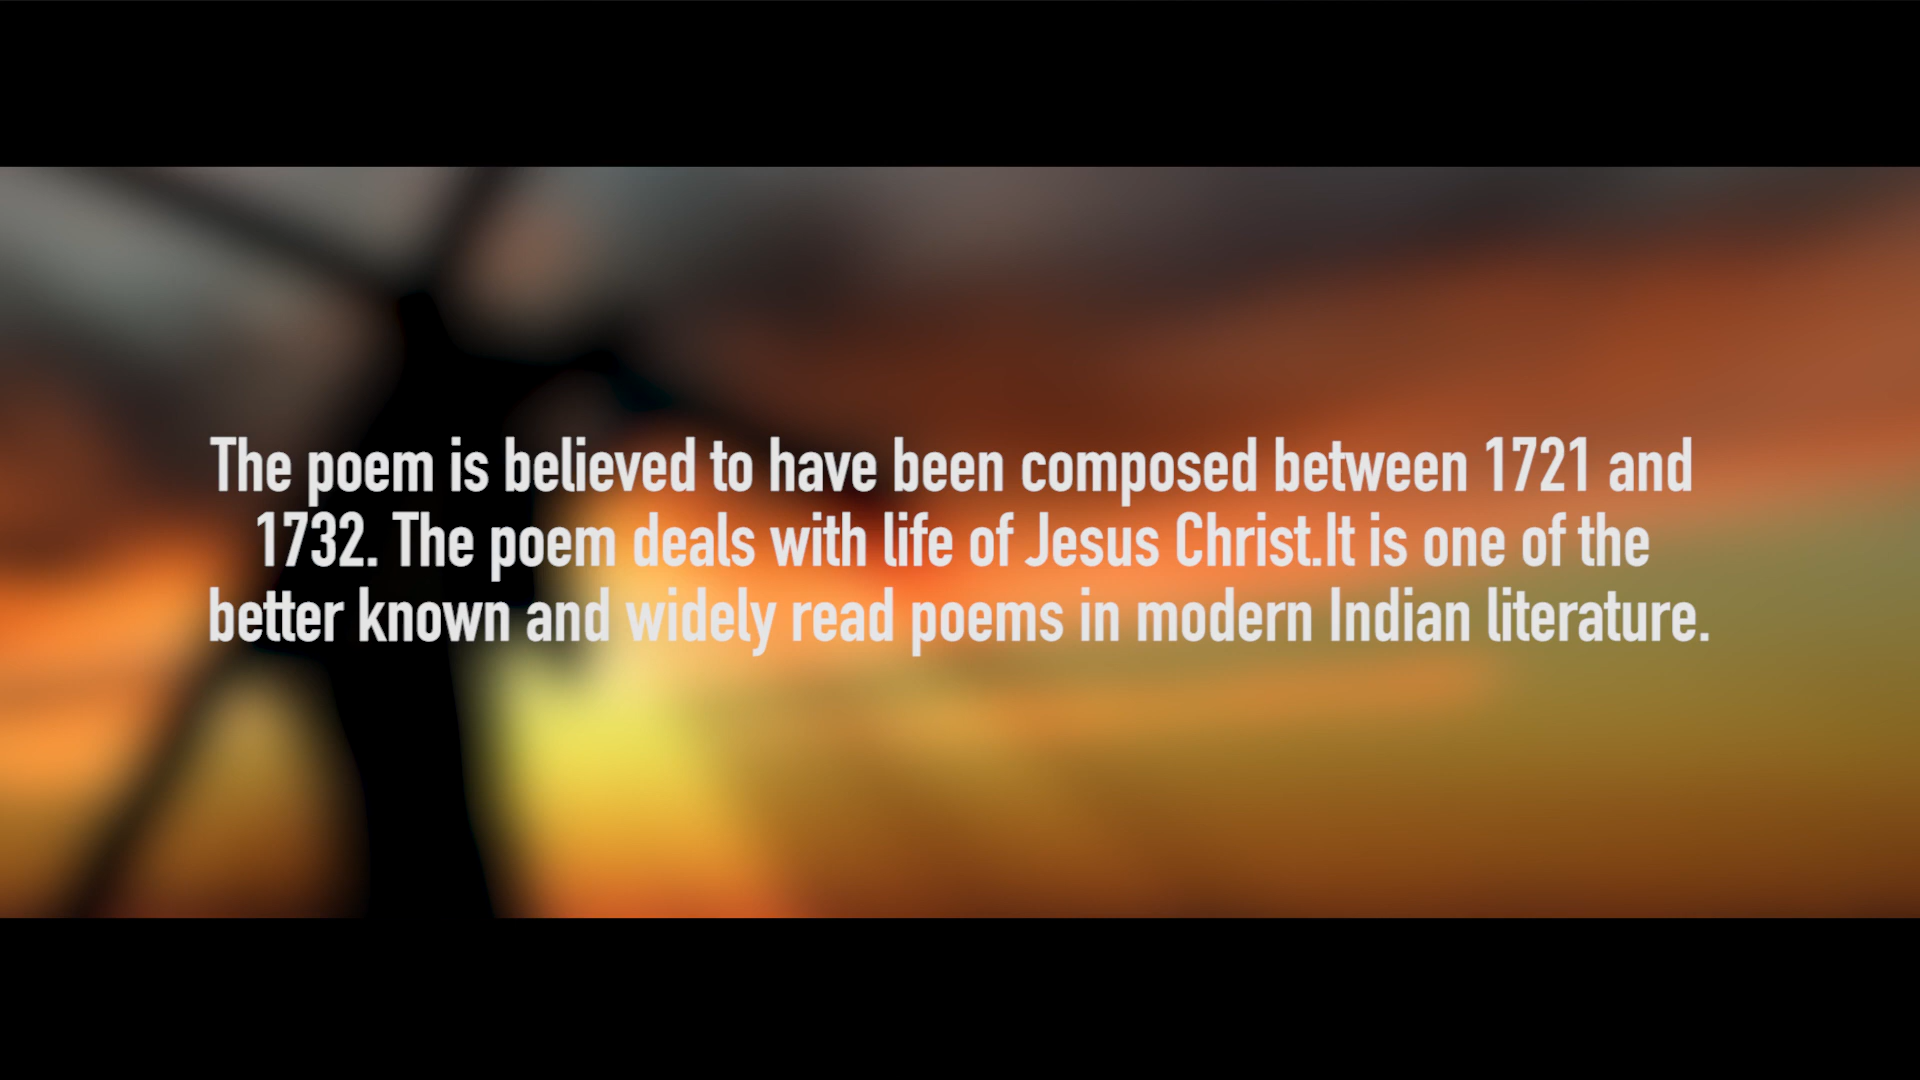 The poem is believed to have been composed between 1721 and
1732. The poem deals with life of Jesus Christ.It is one of the
better known and widely read poems in modern Indian literature.